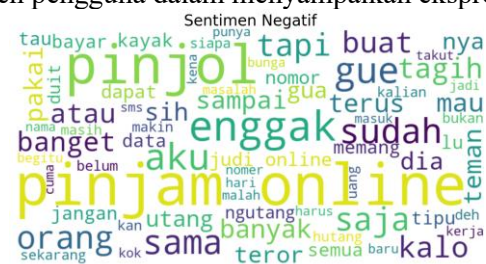 en pengguna dalam menyampaikan ekspre
Sentimen Negatif
tau bayar kayak siapa punya tapi buat nya
pinjol kena bunga gue takut tagih
pakai duit dapat masalah nomor kalian jadi
sampai gua terus mau
atau sms sih enggak masuk sudah bukan
nama masih makin data memang lu
banget aku judi online dia teman
begitu cuma belum nomer uang
pinjam online
hari malah
jangan kan utang ngutang harus saja tipu deh
banyak hutang kerja
orang kok sama teror semua baru kalo
sekarang